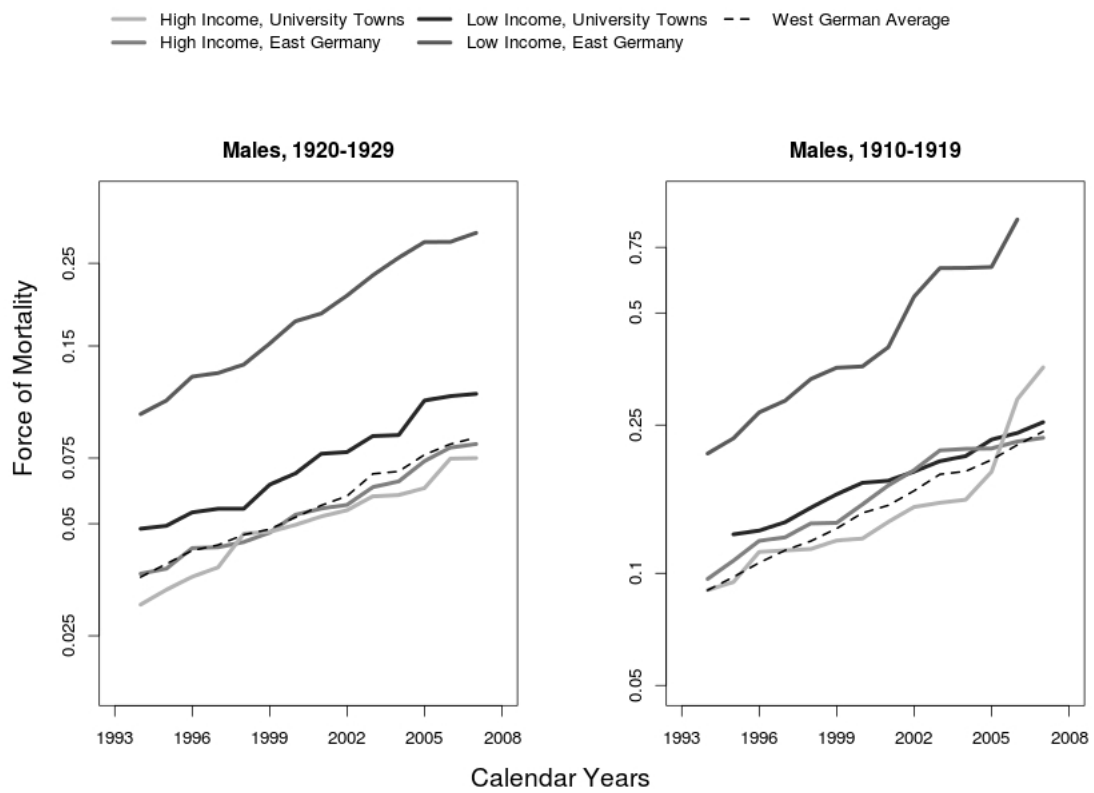 High Income, University Towns Low Income, University Towns West German Average
High Income, East Germany Low Income, East Germany
Males, 1920-1929
Males, 1910-1919
Force of Mortality
0.25
0.15
0.075
0.05
0.025
1993 1996 1999 2002 2005 2008
0.75
0.5
0.25
0.1
0.05
1993 1996 1999 2002 2005 2008
Calendar Years